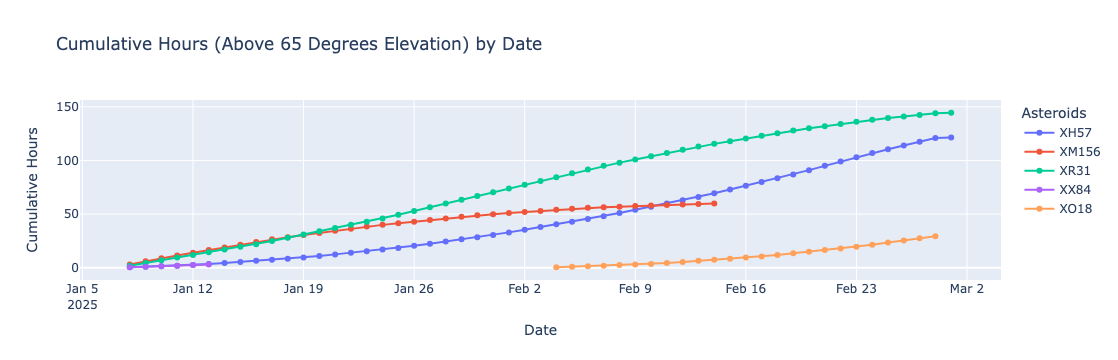 Cumulative Hours (Above 65 Degrees Elevation) by Date
Cumulative Hours
150
100
50
0
Jan 5
2025
Jan 12
Jan 19
Jan 26
Feb 2
Feb 9
Feb 16
Feb 23
Mar 2
Date
Asteroids
XH57
XM156
XR31
XX84
XO18